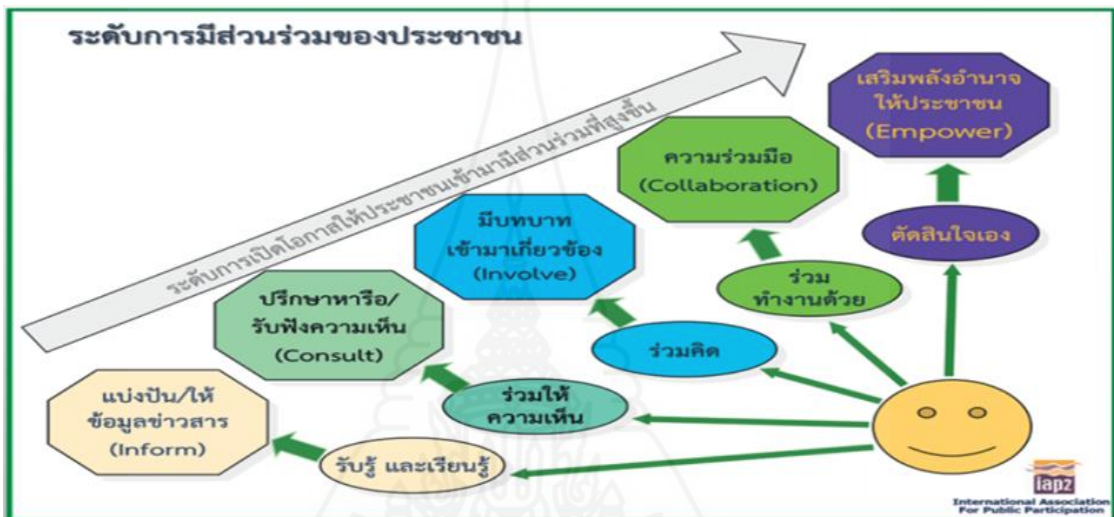 ระดับการมีส่วนร่วมของประชาชน
ระดับการเปิดโอกาสให้ประชาชนเข้ามามีส่วนร่วมที่สูงขึ้น
แบ่งปัน/ให้
ข้อมูลข่าวสาร
(Inform)
รับรู้ และเรียนรู้
ปรึกษาหารือ/
รับฟังความเห็น
(Consult)
ร่วมให้
ความเห็น
มีบทบาท
เข้ามาเกี่ยวข้อง
(Involve)
ร่วมคิด
ความร่วมมือ
(Collaboration)
ร่วม
ทำงานด้วย
เสริมพลังอำนาจ
ให้ประชาชน
(Empower)
ตัดสินใจเอง
iap2
International Association
For Public Participation